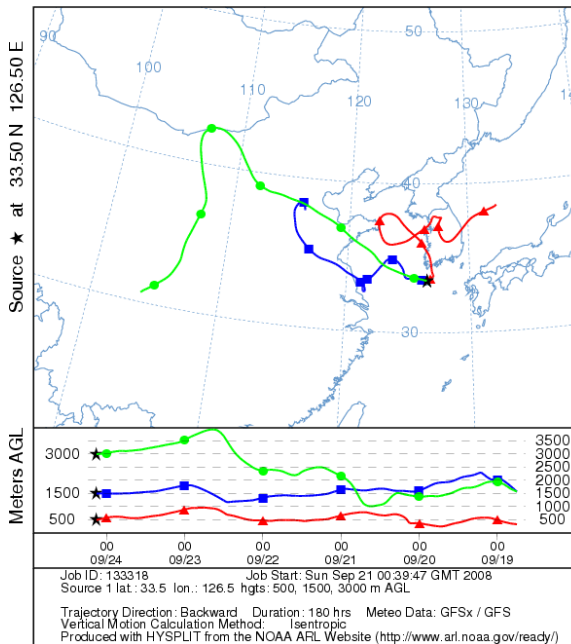 90
100
110
120
130
140
50
40
30
Source ★ at 33.50 N 126.50 E
Meters AGL
3000
1500
500
3500
3000
2500
2000
1500
1000
500
00 00 00 00 00 00
09/24 09/23 09/22 09/21 09/20 09/19
Job ID: 133318 Job Start: Sun Sep 21 00:39:47 GMT 2008
Source 1 lat.: 33.5 lon.: 126.5 hgts: 500, 1500, 3000 m AGL
Trajectory Direction: Backward Duration: 180 hrs Meteo Data: GFSx / GFS
Vertical Motion Calculation Method: Isentropic
Produced with HYSPLIT from the NOAA ARL Website (http://www.arl.noaa.gov/ready/)